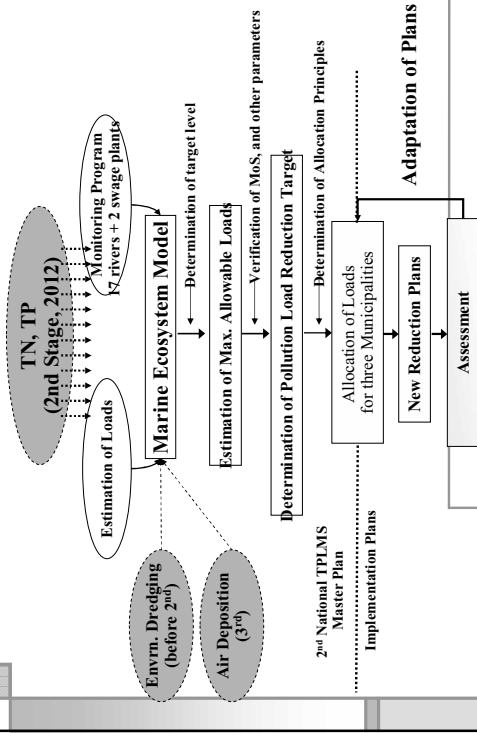 TN, TP
(2nd Stage, 2012)
Estimation of Loads
Monitoring Program
17 rivers + 2 swage plants
Envrn. Dredging
(before 2nd)
Marine Ecosystem Model
Air Deposition
(3rd)
Determination of target level
Estimation of Max. Allowable Loads
Verification of MoS, and other parameters
Determination of Pollution Load Reduction Target
Determination of Allocation Principles
2nd National TPLMS
Master Plan
Allocation of Loads
for three Municipalities
Implementation Plans
New Reduction Plans
Adaptation of Plans
Assessment